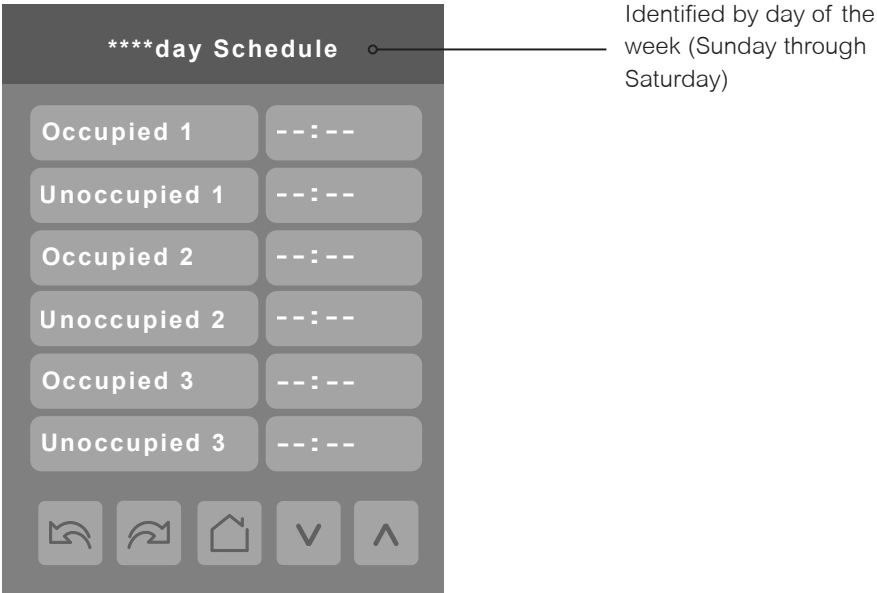 ****day Schedule
Identified by day of the
week (Sunday through
Saturday)
Occupied 1 --:--
Unoccupied 1 --:--
Occupied 2 --:--
Unoccupied 2 --:--
Occupied 3 --:--
Unoccupied 3 --:--